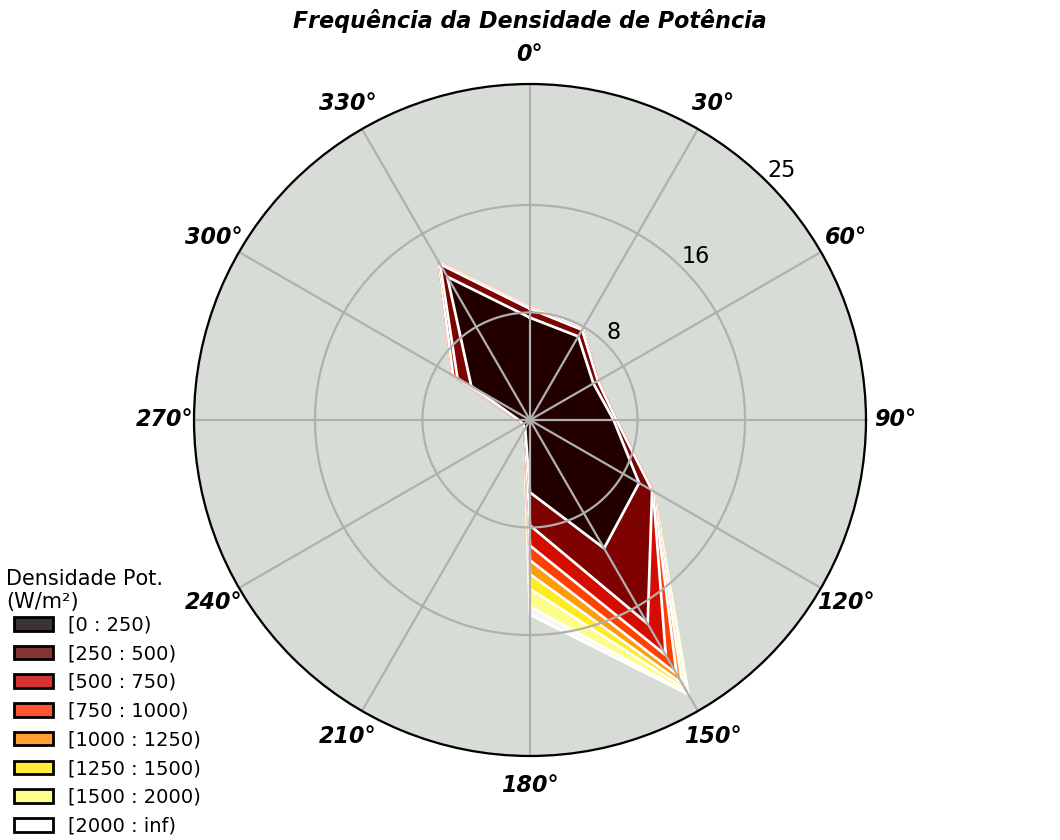 Frequência da Densidade de Potência
0°
330°
30°
25
300°
60°
16
8
270°
90°
240°
120°
210°
150°
180°
Densidade Pot.
(W/m²)
[0 : 250)
[250 : 500)
[500 : 750)
[750 : 1000)
[1000 : 1250)
[1250 : 1500)
[1500 : 2000)
[2000 : inf)